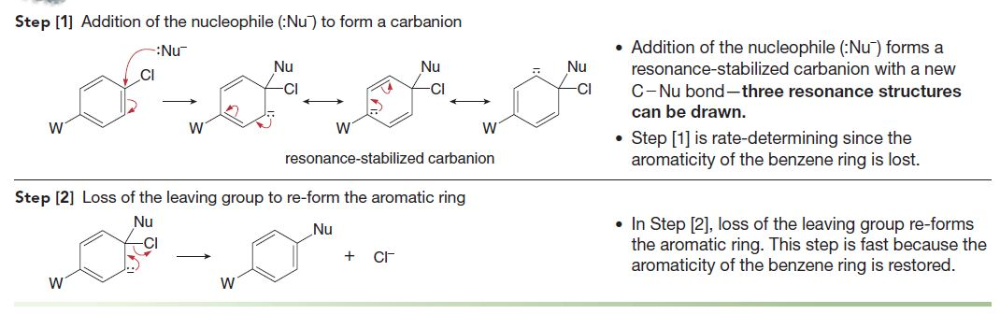 Step [1] Addition of the nucleophile (:Nu⁻) to form a carbanion
:Nu⁻
Cl
W
Nu
Cl
W
Nu
Cl
W
Nu
Cl
W
resonance-stabilized carbanion
• Addition of the nucleophile (:Nu⁻) forms a
resonance-stabilized carbanion with a new
C–Nu bond—three resonance structures
can be drawn.
• Step [1] is rate-determining since the
aromaticity of the benzene ring is lost.
Step [2] Loss of the leaving group to re-form the aromatic ring
Nu
Cl
W
Nu
W
+ Cl⁻
• In Step [2], loss of the leaving group re-forms
the aromatic ring. This step is fast because the
aromaticity of the benzene ring is restored.